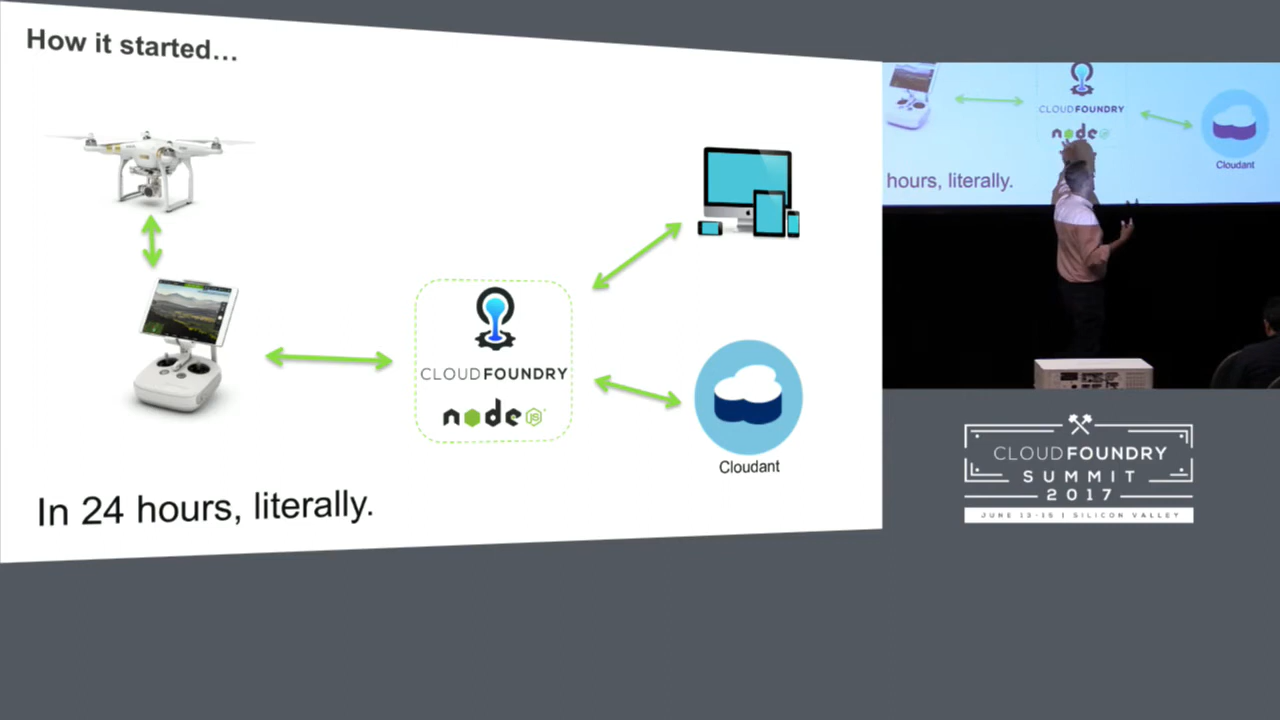 How it started...
CLOUDFOUNDRY
node JS
Cloudant
In 24 hours, literally.
CLOUDFOUNDRY
node
Cloudant
hours, literally.
CLOUDFOUNDRY
SUMMIT
2017
JUNE 13-15 | SILICON VALLEY